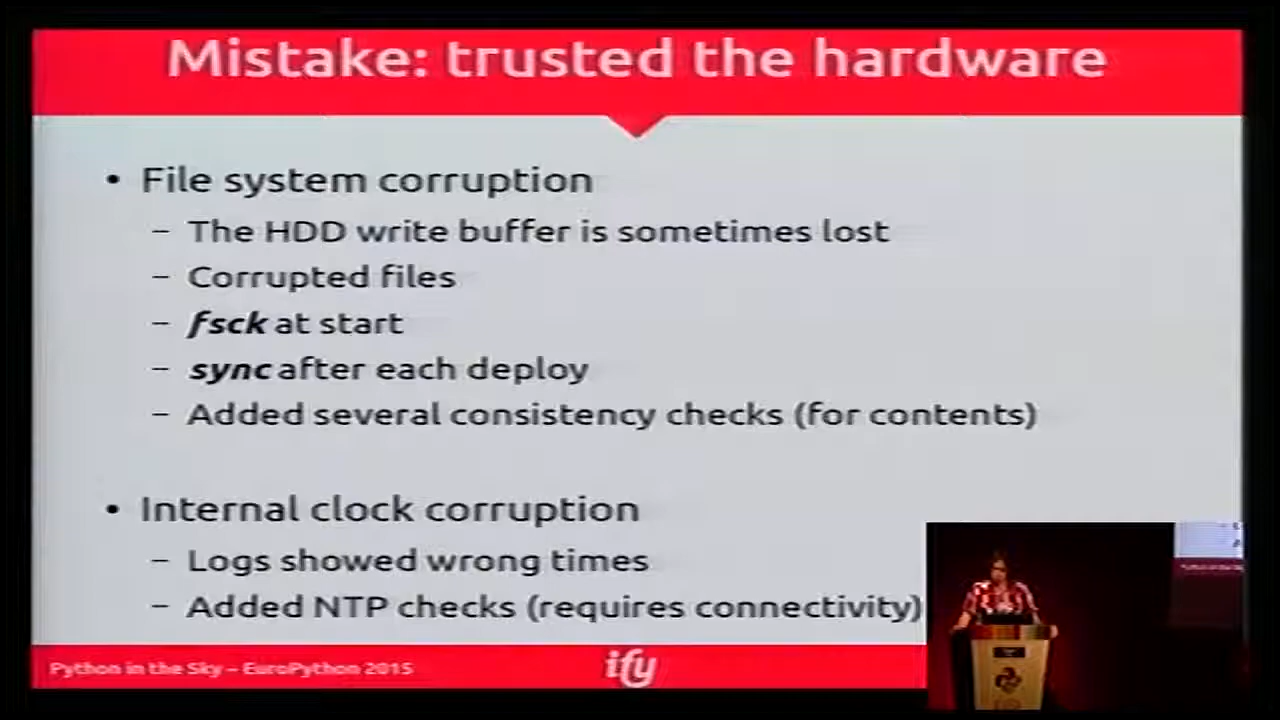 Mistake: trusted the hardware
• File system corruption
– The HDD write buffer is sometimes lost
– Corrupted files
– fsck at start
– sync after each deploy
– Added several consistency checks (for contents)
• Internal clock corruption
– Logs showed wrong times
– Added NTP checks (requires connectivity)
Python in the Sky – EuroPython 2015
ify